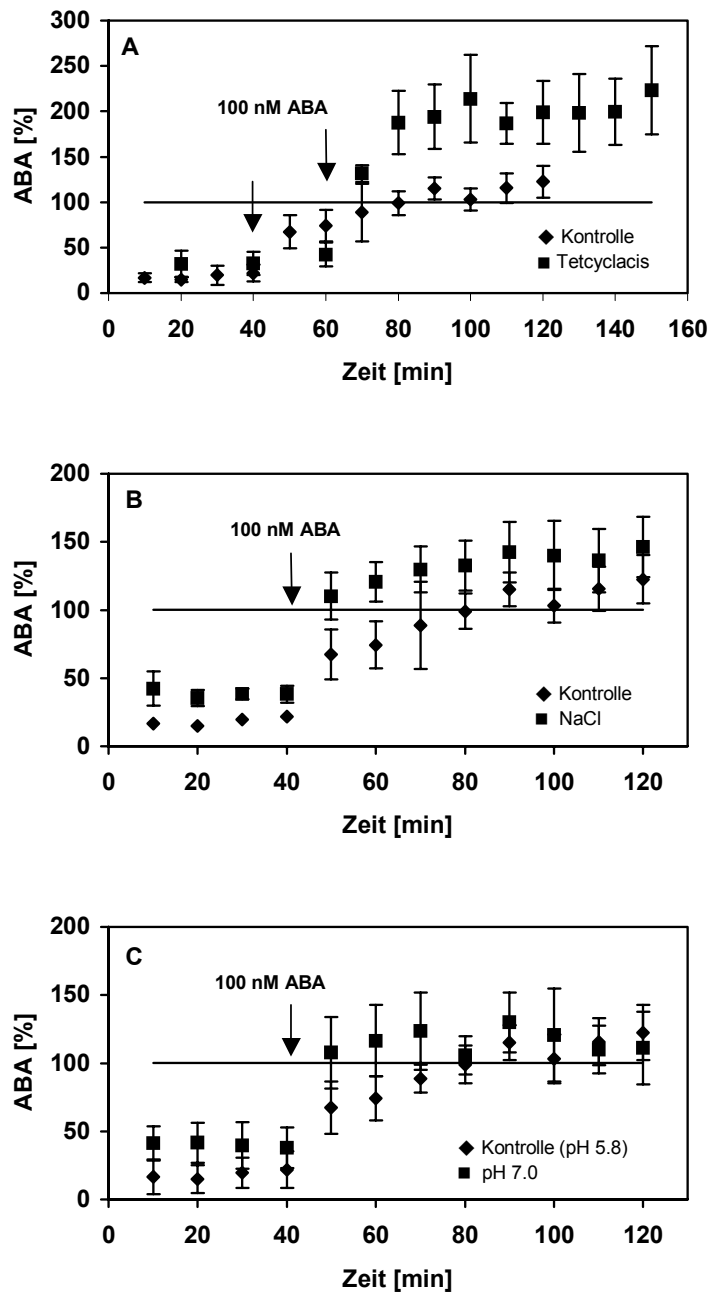 A
300
250
200
150
100
50
0
ABA [%]
100 nM ABA
Kontrolle
Tetcyclacis
0 20 40 60 80 100 120 140 160
Zeit [min]
B
200
150
100
50
0
ABA [%]
100 nM ABA
Kontrolle
NaCl
0 20 40 60 80 100 120
Zeit [min]
C
200
150
100
50
0
ABA [%]
100 nM ABA
Kontrolle (pH 5.8)
pH 7.0
0 20 40 60 80 100 120
Zeit [min]